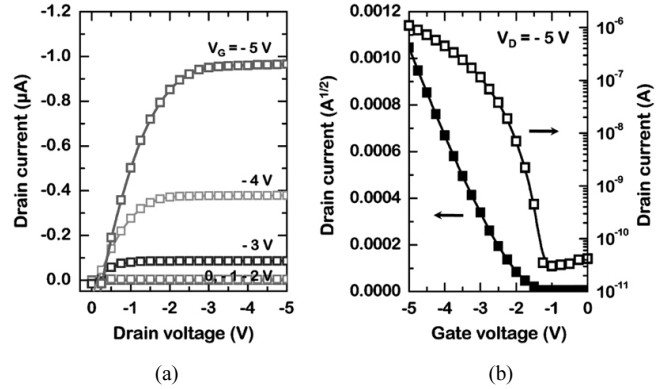 (a)
-1.2
-1.0
-0.8
-0.6
-0.4
-0.2
0.0
Drain current (µA)
V_G = - 5 V
- 4 V
- 3 V
0, -1 - 2 V
0 -1 -2 -3 -4 -5
Drain voltage (V)
(b)
0.0012
0.0010
0.0008
0.0006
0.0004
0.0002
0.0000
Drain current (A^1/2)
V_D = - 5 V
10^-6
10^-7
10^-8
10^-9
10^-10
10^-11
Drain current (A)
-5 -4 -3 -2 -1 0
Gate voltage (V)
(a)
(b)